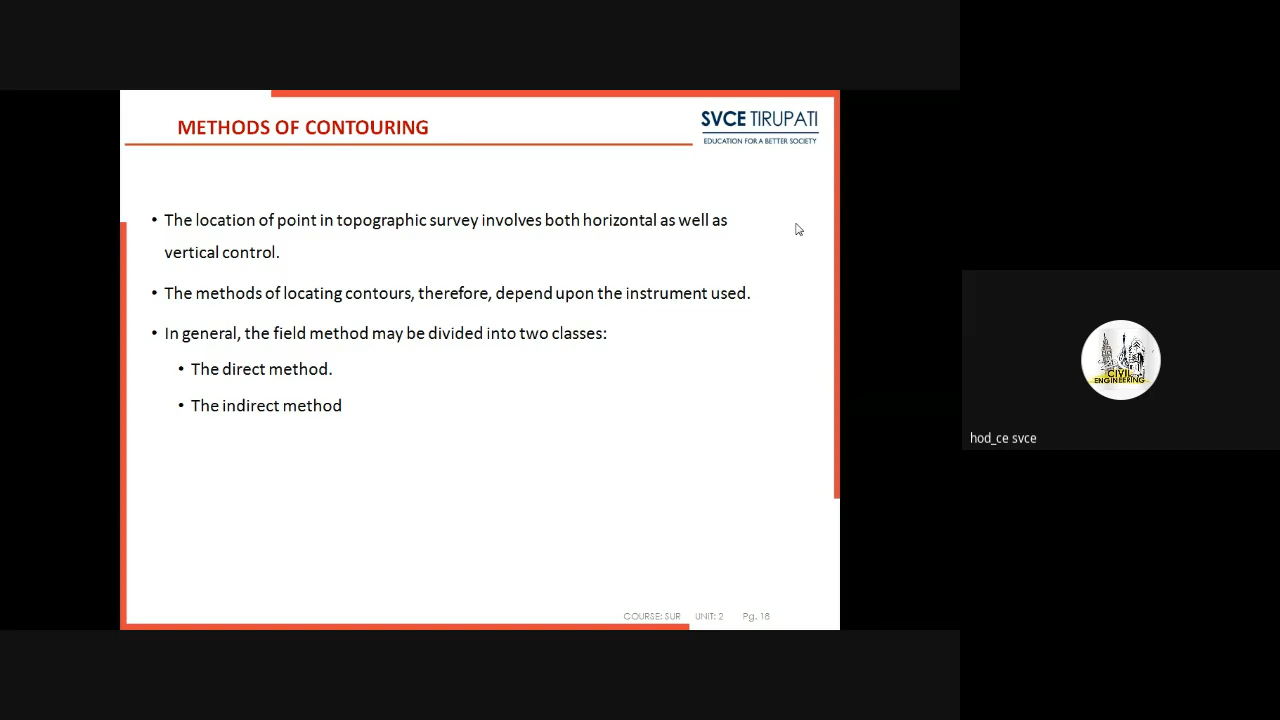 METHODS OF CONTOURING
SVCE TIRUPATI
EDUCATION FOR A BETTER SOCIETY
• The location of point in topographic survey involves both horizontal as well as
vertical control.
• The methods of locating contours, therefore, depend upon the instrument used.
• In general, the field method may be divided into two classes:
• The direct method.
• The indirect method
COURSE: SUR UNIT: 2 Pg. 18
CIVIL
ENGINEERING
hod_ce svce